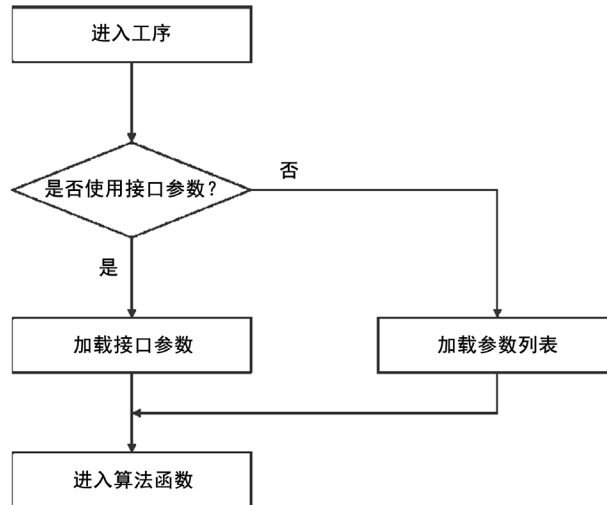 进入工序
是否使用接口参数？
否
是
加载接口参数
加载参数列表
进入算法函数